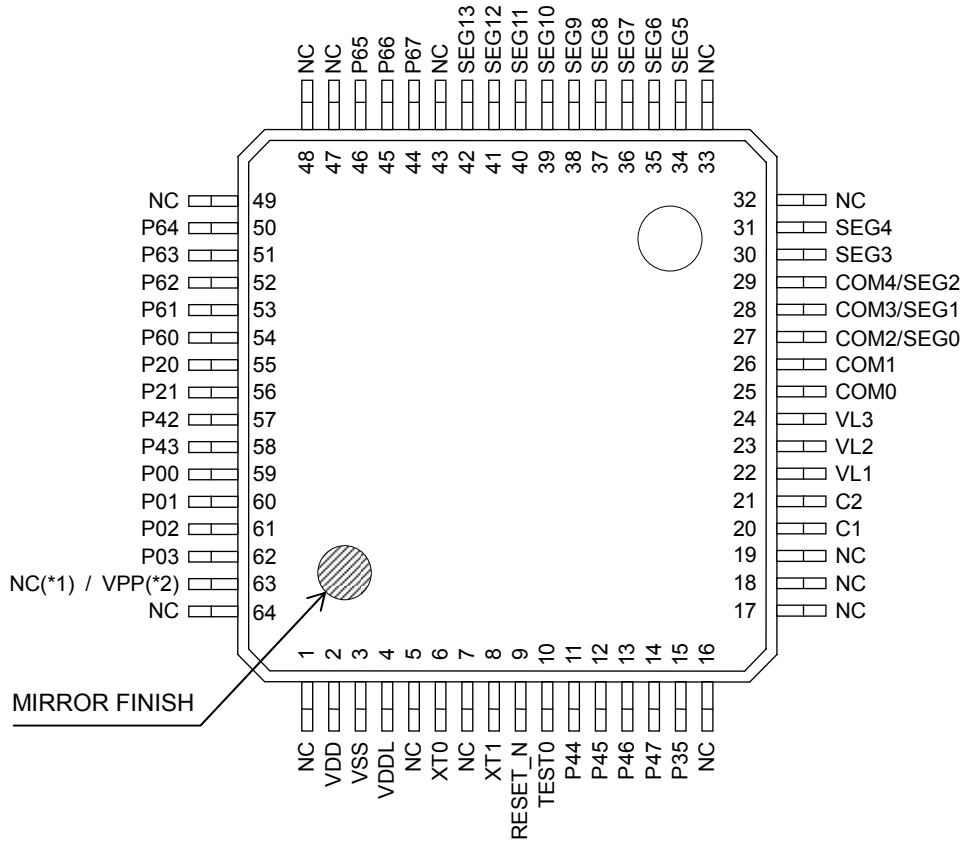 NC
NC
P65
P66
P67
NC
SEG13
SEG12
SEG11
SEG10
SEG9
SEG8
SEG7
SEG6
SEG5
NC
48
47
46
45
44
43
42
41
40
39
38
37
36
35
34
33
NC 49
P64 50
P63 51
P62 52
P61 53
P60 54
P20 55
P21 56
P42 57
P43 58
P00 59
P01 60
P02 61
P03 62
NC(*1) / VPP(*2) 63
NC 64
32 NC
31 SEG4
30 SEG3
29 COM4/SEG2
28 COM3/SEG1
27 COM2/SEG0
26 COM1
25 COM0
24 VL3
23 VL2
22 VL1
21 C2
20 C1
19 NC
18 NC
17 NC
MIRROR FINISH
1
2
3
4
5
6
7
8
9
10
11
12
13
14
15
16
NC
VDD
VSS
VDDL
NC
XT0
NC
XT1
RESET_N
TEST0
P44
P45
P46
P47
P35
NC